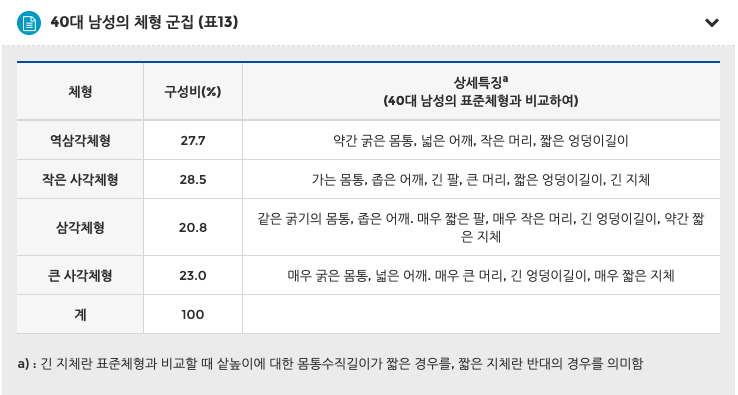 40대 남성의 체형 군집 (표13)
체형 구성비(%) 상세특징a
(40대 남성의 표준체형과 비교하여)
역삼각체형 27.7 약간 굵은 몸통, 넓은 어깨, 작은 머리, 짧은 엉덩이길이
작은 사각체형 28.5 가는 몸통, 좁은 어깨, 긴 팔, 큰 머리, 짧은 엉덩이길이, 긴 지체
삼각체형 20.8 같은 굵기의 몸통, 좁은 어깨. 매우 짧은 팔, 매우 작은 머리, 긴 엉덩이길이, 약간 짧
은 지체
큰 사각체형 23.0 매우 굵은 몸통, 넓은 어깨. 매우 큰 머리, 긴 엉덩이길이, 매우 짧은 지체
계 100
a) : 긴 지체란 표준체형과 비교할 때 샅높이에 대한 몸통수직길이가 짧은 경우를, 짧은 지체란 반대의 경우를 의미함